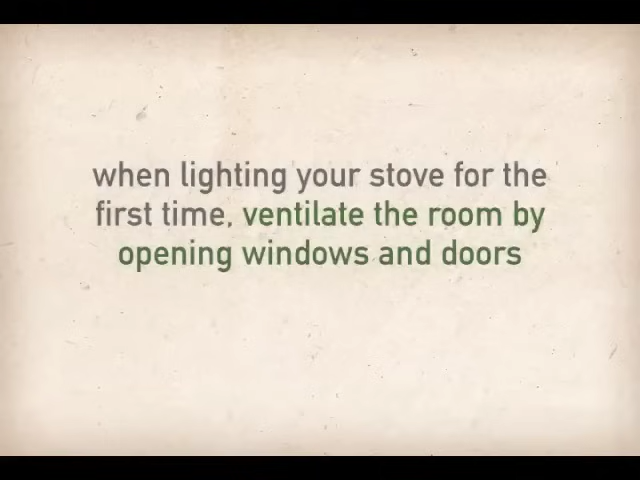 when lighting your stove for the
first time, ventilate the room by
opening windows and doors